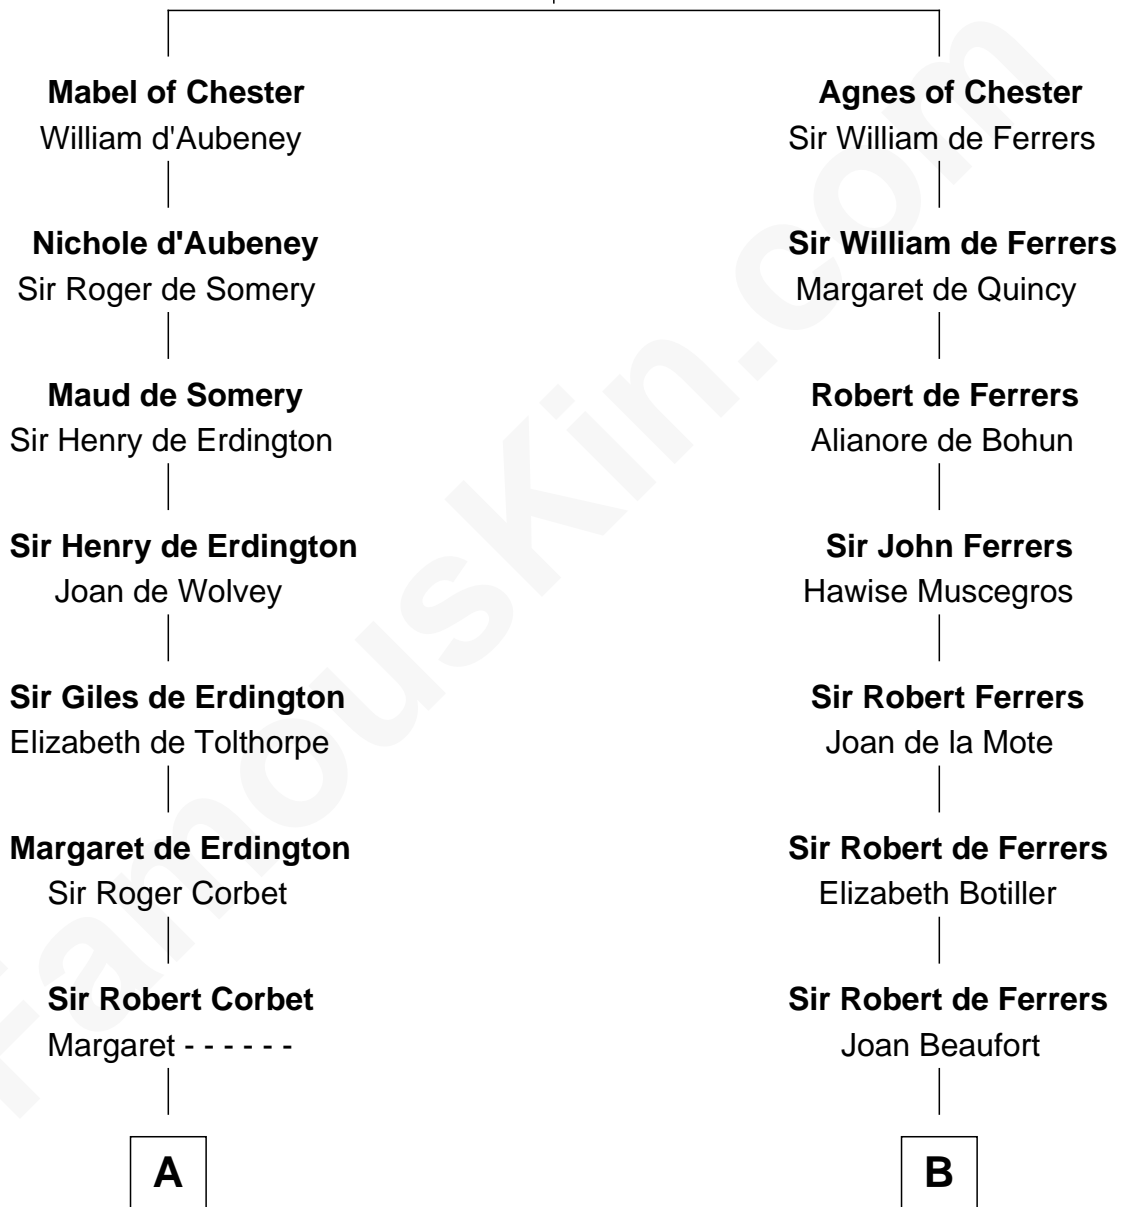 Mabel of Chester
William d'Aubeney
Nichole d'Aubeney
Sir Roger de Somery
Maud de Somery
Sir Henry de Erdington
Sir Henry de Erdington
Joan de Wolvey
Sir Giles de Erdington
Elizabeth de Tolthorpe
Margaret de Erdington
Sir Roger Corbet
Sir Robert Corbet
Margaret - - - - - -
A
Agnes of Chester
Sir William de Ferrers
Sir William de Ferrers
Margaret de Quincy
Robert de Ferrers
Alianore de Bohun
Sir John Ferrers
Hawise Muscegros
Sir Robert Ferrers
Joan de la Mote
Sir Robert de Ferrers
Elizabeth Botiller
Sir Robert de Ferrers
Joan Beaufort
B
FamousKin.com